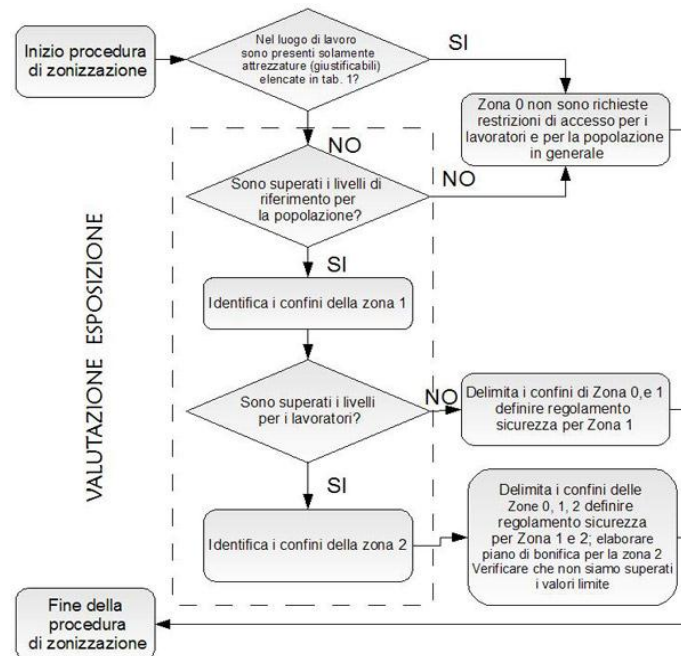 Inizio procedura
di zonizzazione
Nel luogo di lavoro
sono presenti solamente
attrezzature (giustificabili)
elencate in tab. 1?
SI
Zona 0 non sono richieste
restrizioni di accesso per i
lavoratori e per la popolazione
in generale
NO
Sono superati i livelli di
riferimento per
la popolazione?
NO
SI
VALUTAZIONE ESPOSIZIONE
Identifica i confini della zona 1
Sono superati i livelli
per i lavoratori?
NO
Delimita i confini di Zona 0,e 1
definire regolamento
sicurezza per Zona 1
SI
Identifica i confini della zona 2
Delimita i confini delle
Zone 0, 1, 2 definire
regolamento sicurezza
per Zona 1 e 2; elaborare
piano di bonifica per la zona 2
Verificare che non siamo superati
i valori limite
Fine della
procedura
di zonizzazione